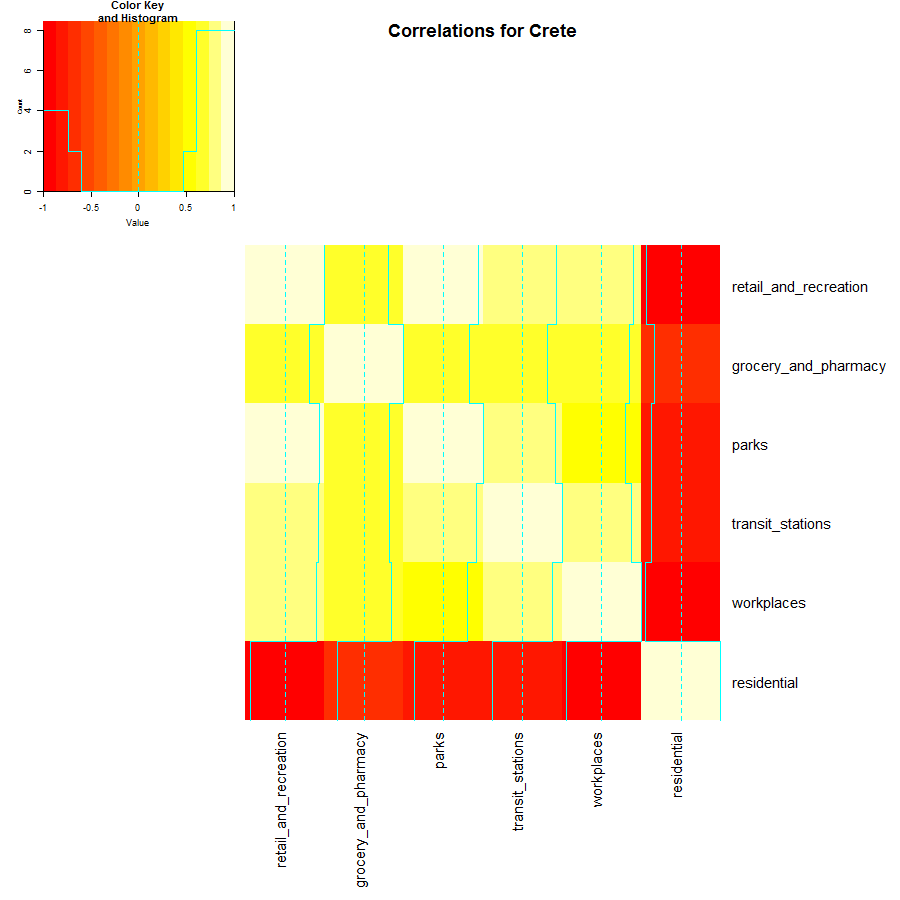 Color Key
and Histogram
Correlations for Crete
Count
0
2
4
6
8
-1
-0.5
0
0.5
1
Value
retail_and_recreation
grocery_and_pharmacy
parks
transit_stations
workplaces
residential
retail_and_recreation
grocery_and_pharmacy
parks
transit_stations
workplaces
residential